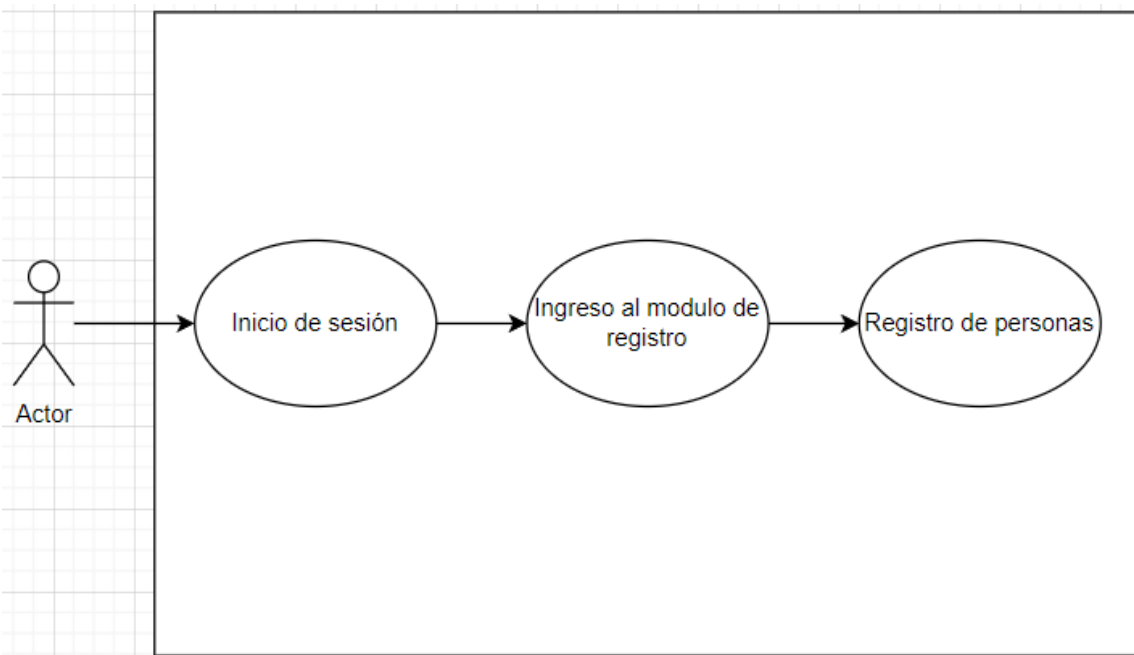 Inicio de sesión
Ingreso al modulo de
registro
Registro de personas
Actor